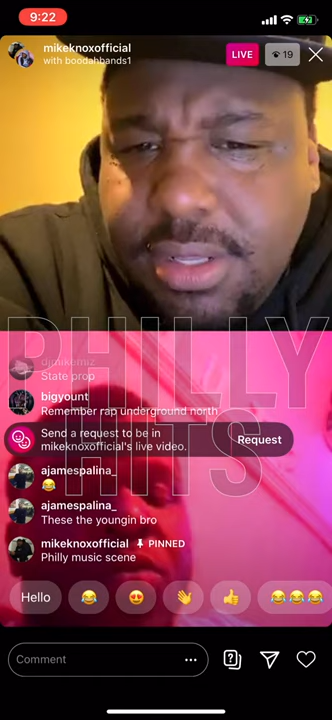 9:22
mikeknoxofficial
with boodahbands1
LIVE
19
PHILLY
HITS
djmikemiz
State prop
bigyount
Remember rap underground north
Send a request to be in
mikeknoxofficial's live video.
Request
ajamespalina_
😂
ajamespalina_
These the youngin bro
mikeknoxofficial PINNED
Philly music scene
Hello 😂 😍 👋 👍 😂😂😂
Comment